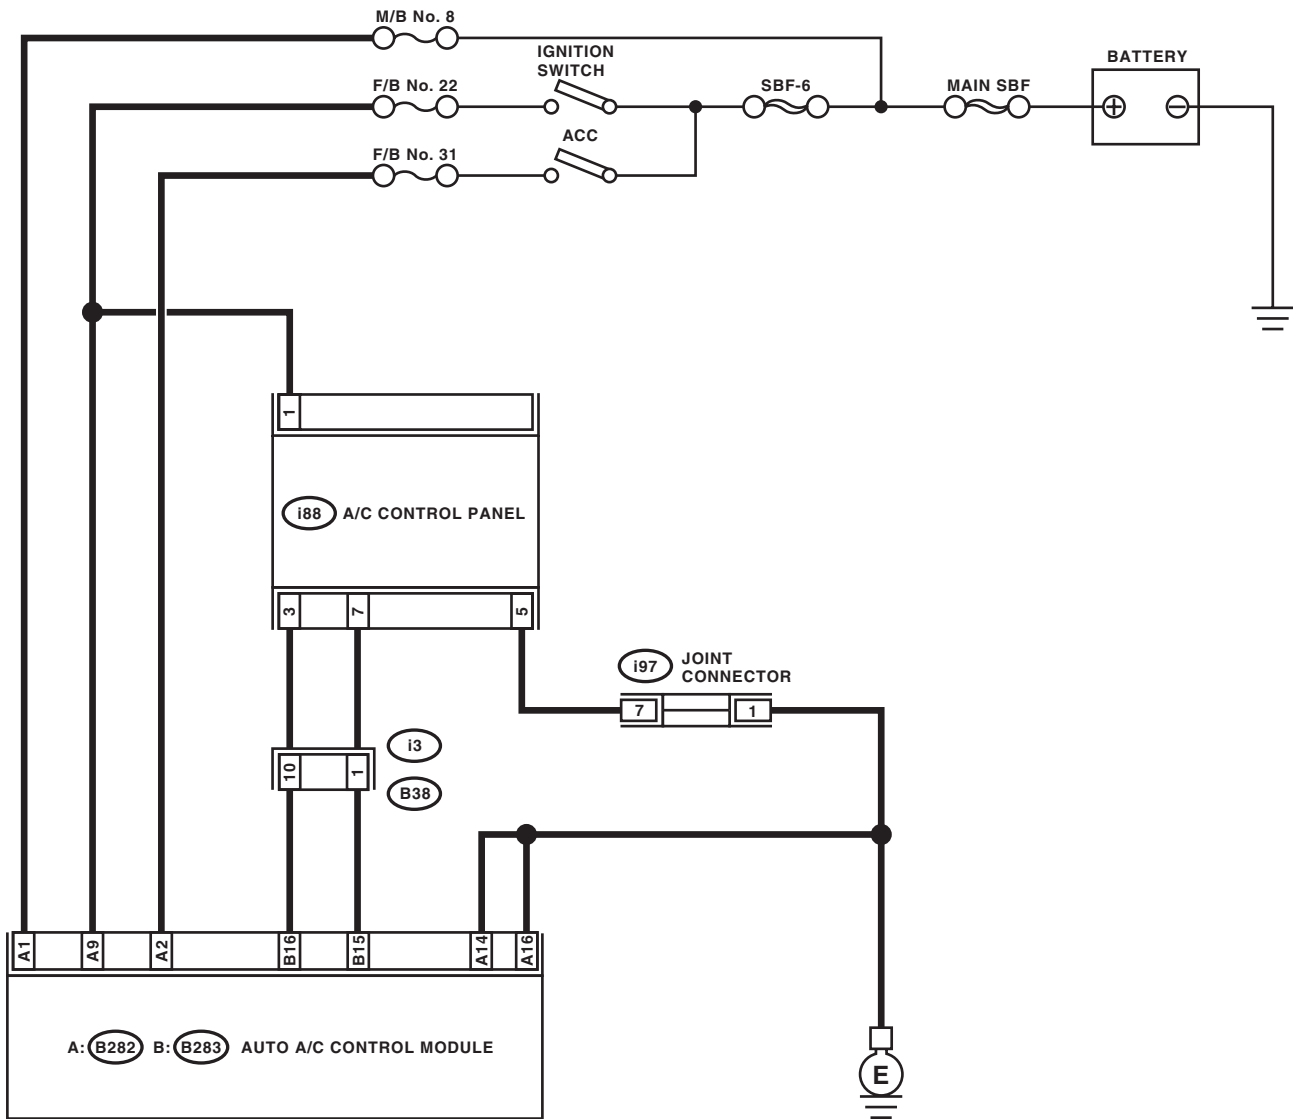 M/B No. 8
IGNITION
SWITCH
BATTERY
F/B No. 22
SBF-6
MAIN SBF
F/B No. 31
ACC
1
i88 A/C CONTROL PANEL
3 7 5
i97 JOINT
CONNECTOR
7 1
i3
10 1
B38
A1 A9 A2 B16 B15 A14 A16
A: B282 B: B283 AUTO A/C CONTROL MODULE
E